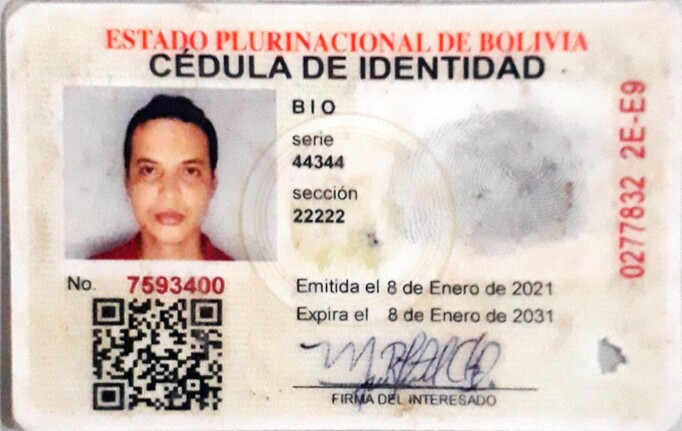 ESTADO PLURINACIONAL DE BOLIVIA
CÉDULA DE IDENTIDAD
BIO
serie
44344
sección
22222
No. 7593400
Emitida el 8 de Enero de 2021
Expira el 8 de Enero de 2031
FIRMA DEL INTERESADO
0277832 2E-E9